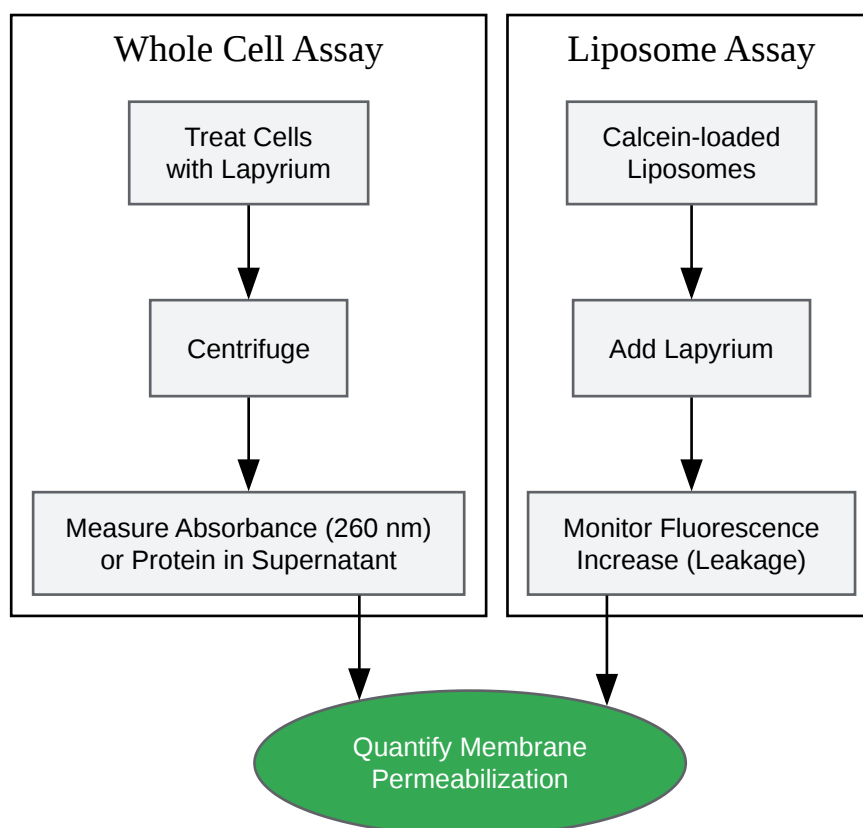 Whole Cell Assay
Treat Cells
with Lapyrium
Centrifuge
Measure Absorbance (260 nm)
or Protein in Supernatant
Liposome Assay
Calcein-loaded
Liposomes
Add Lapyrium
Monitor Fluorescence
Increase (Leakage)
Quantify Membrane
Permeabilization